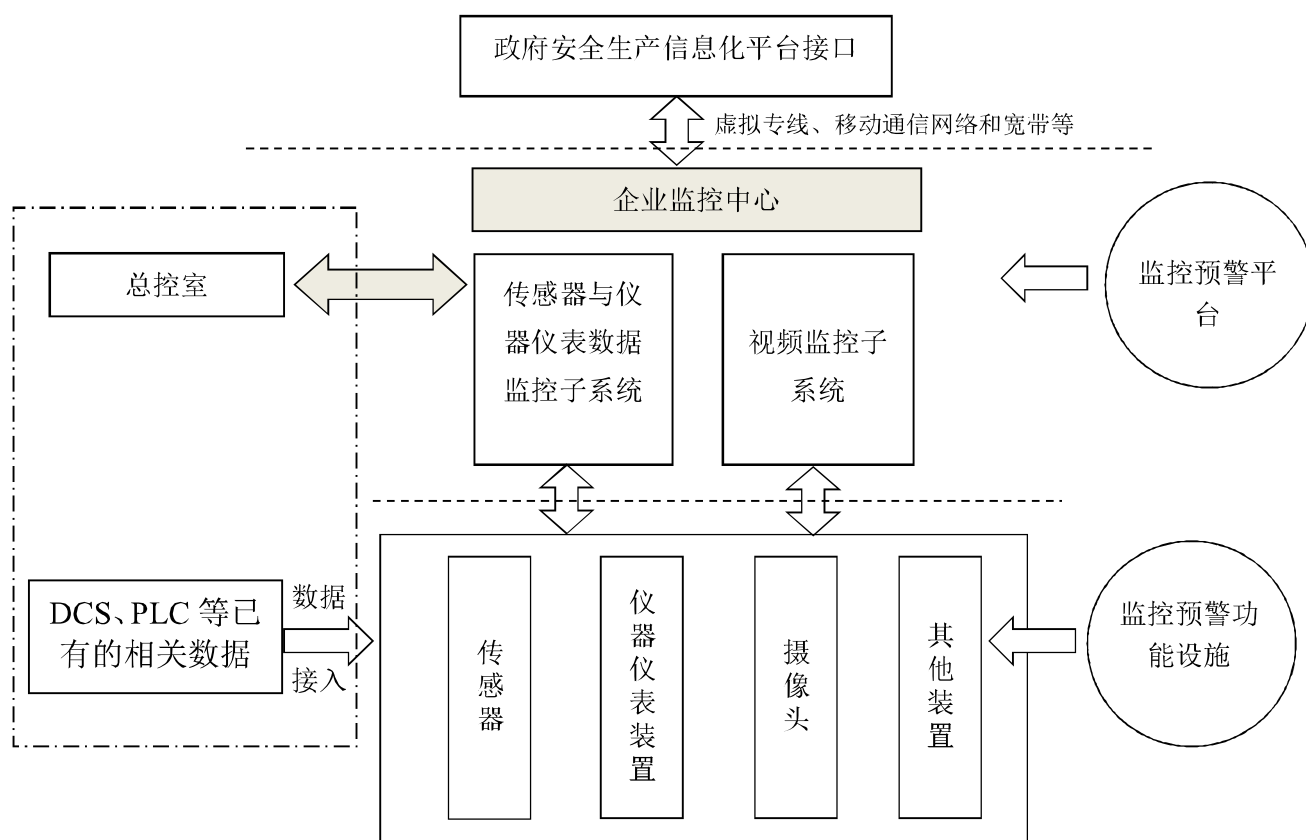 政府安全生产信息化平台接口
虚拟专线、移动通信网络和宽带等
企业监控中心
总控室
传感器与仪
器仪表数据
监控子系统
视频监控子
系统
监控预警平
台
DCS、PLC 等已
有的相关数据
数据
接入
传感器
仪器仪表装置
摄像头
其他装置
监控预警功
能设施